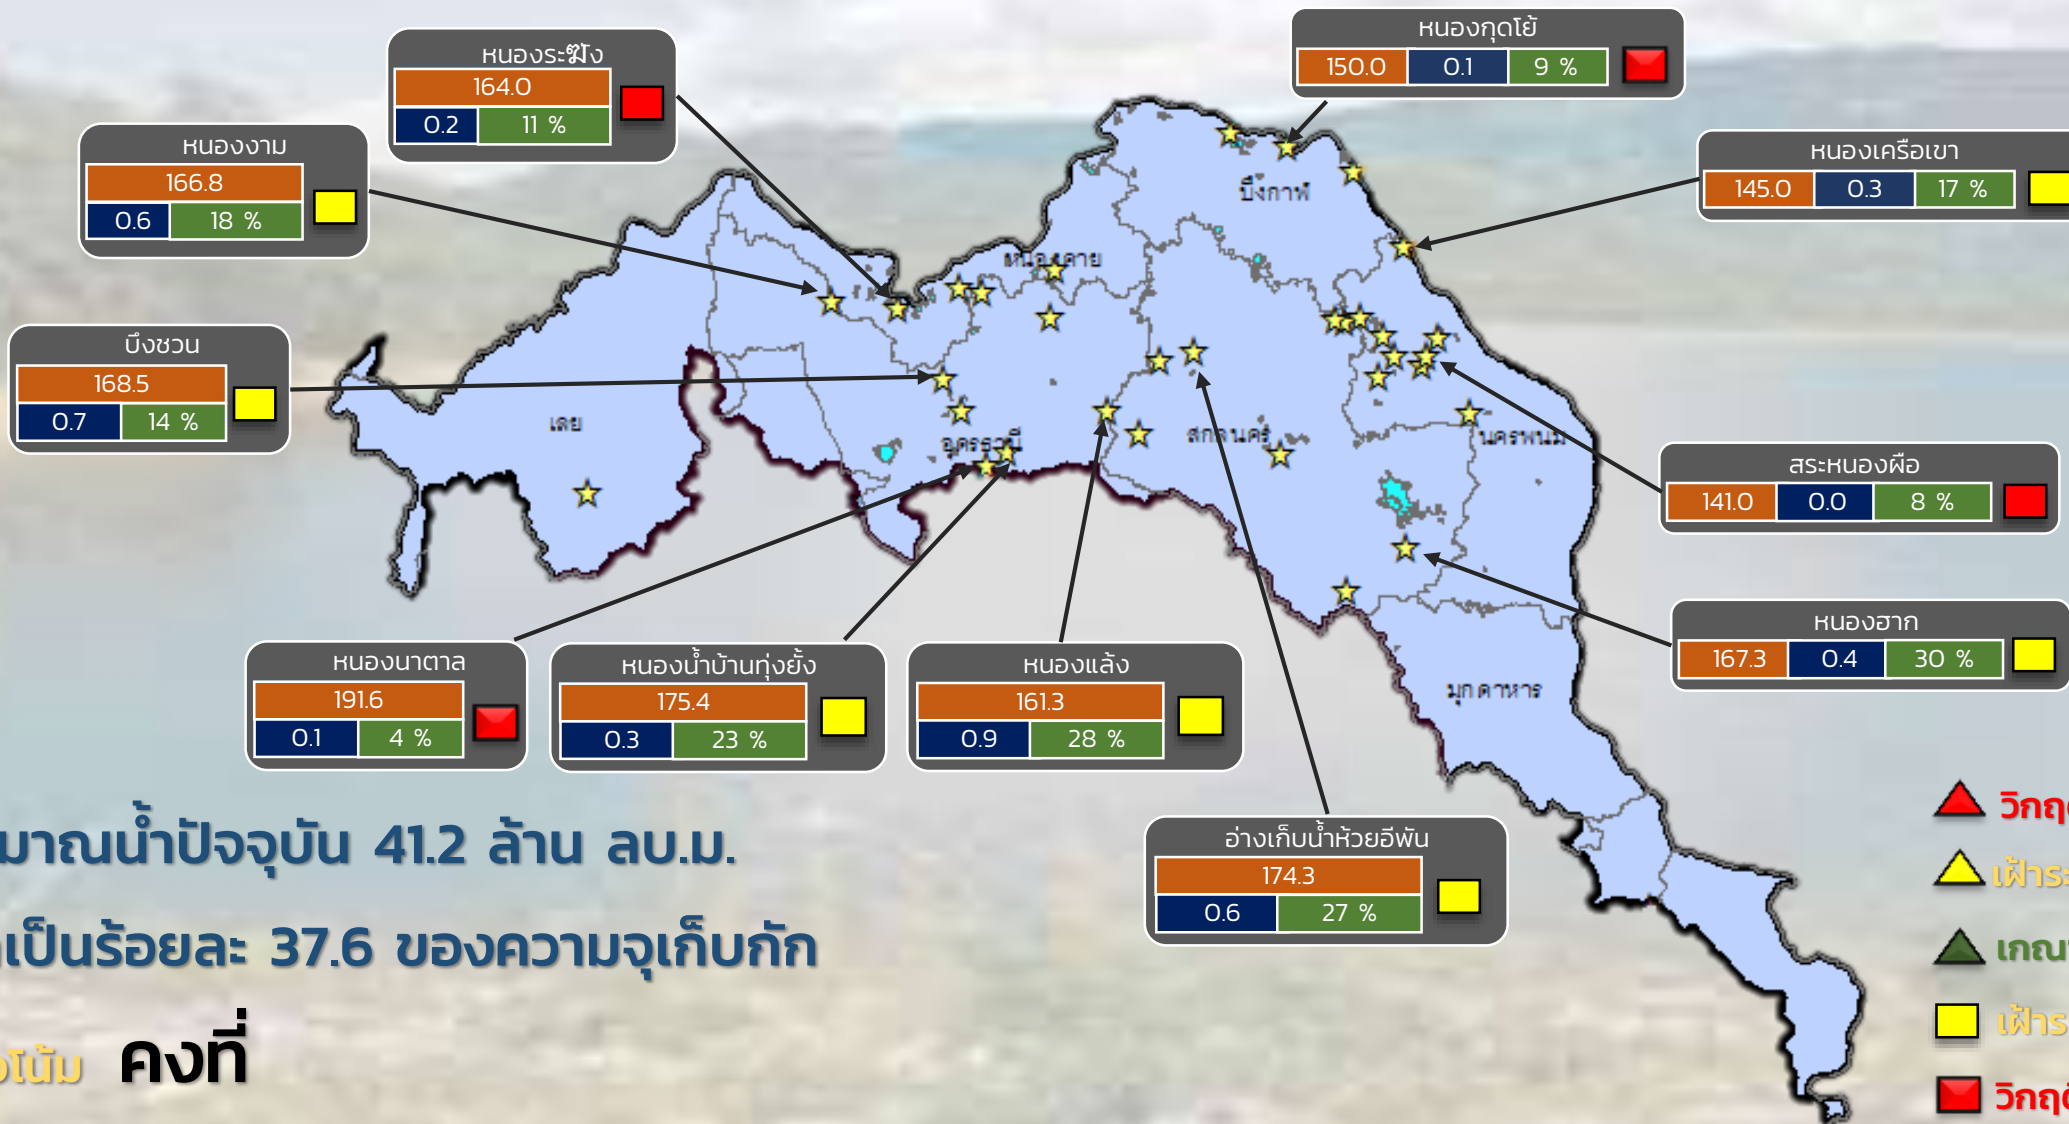 หนองกุดโย้
150.0 0.1 9 %
หนองระฆัง
164.0
0.2 11 %
หนองงาม
166.8
0.6 18 %
หนองเครือเขา
145.0 0.3 17 %
บึงกาฬ
หนองคาย
บึงชวน
168.5
0.7 14 %
เลย
อุดรธานี
สกลนคร
นครพนม
สระหนองผือ
141.0 0.0 8 %
หนองฮาก
167.3 0.4 30 %
หนองนาตาล
191.6
0.1 4 %
หนองน้ำบ้านทุ่งยั้ง
175.4
0.3 23 %
หนองแล้ง
161.3
0.9 28 %
มุกดาหาร
อ่างเก็บน้ำห้วยอีพัน
174.3
0.6 27 %
มาณน้ำปัจจุบัน 41.2 ล้าน ลบ.ม.
เป็นร้อยละ 37.6 ของความจุเก็บกัก
โน้ม คงที่
วิกฤ
เฝ้าระ
เกณ
เฝ้าร
วิกฤ